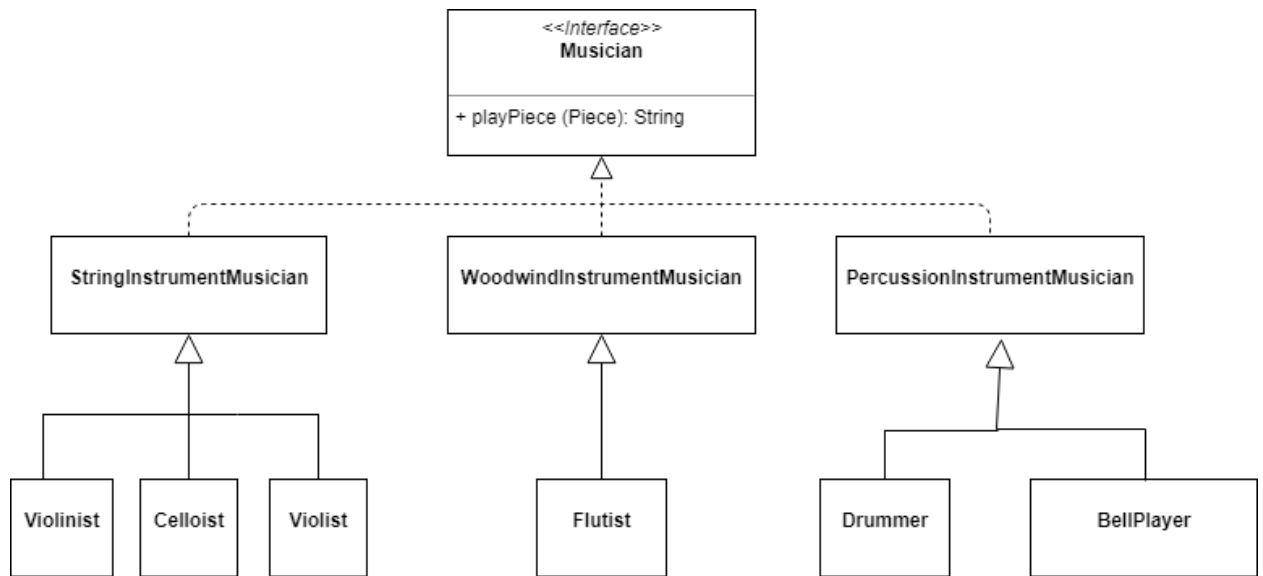 <<Interface>>
Musician
+ playPiece (Piece): String
StringInstrumentMusician
WoodwindInstrumentMusician
PercussionInstrumentMusician
Violinist
Celloist
Violist
Flutist
Drummer
BellPlayer